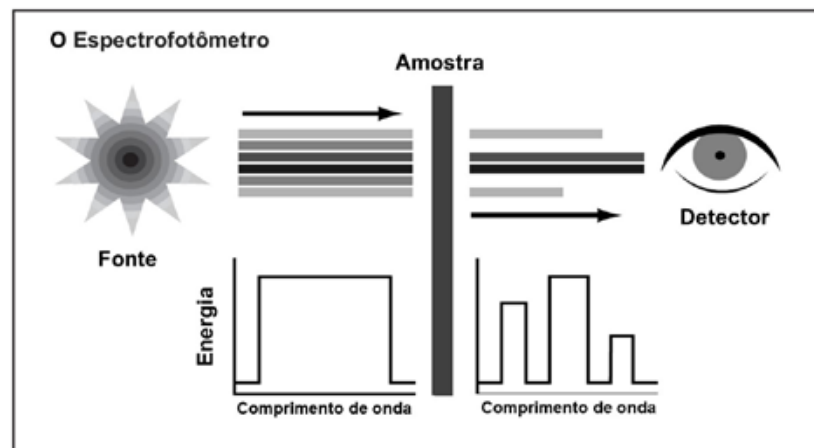 O Espectrofotômetro
Amostra
Fonte
Detector
Energia
Comprimento de onda
Comprimento de onda